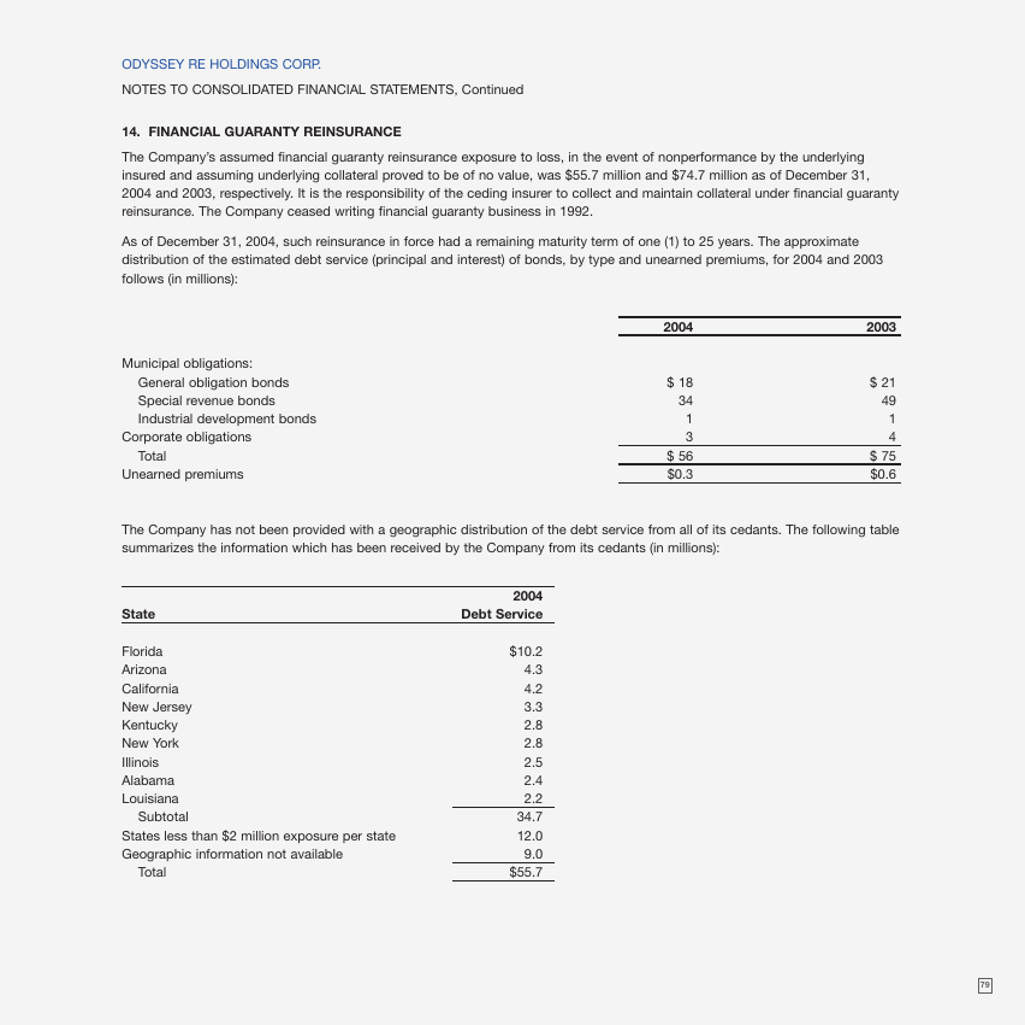 ODYSSEY RE HOLDINGS CORP.
NOTES TO CONSOLIDATED FINANCIAL STATEMENTS, Continued
14. FINANCIAL GUARANTY REINSURANCE
The Company's assumed financial guaranty reinsurance exposure to loss, in the event of nonperformance by the underlying
insured and assuming underlying collateral proved to be of no value, was $55.7 million and $74.7 million as of December 31,
2004 and 2003, respectively. It is the responsibility of the ceding insurer to collect and maintain collateral under financial guaranty
reinsurance. The Company ceased writing financial guaranty business in 1992.
As of December 31, 2004, such reinsurance in force had a remaining maturity term of one (1) to 25 years. The approximate
distribution of the estimated debt service (principal and interest) of bonds, by type and unearned premiums, for 2004 and 2003
follows (in millions):
2004 2003
Municipal obligations:
General obligation bonds $ 18 $ 21
Special revenue bonds 34 49
Industrial development bonds 1 1
Corporate obligations 3 4
Total $ 56 $ 75
Unearned premiums $0.3 $0.6
The Company has not been provided with a geographic distribution of the debt service from all of its cedants. The following table
summarizes the information which has been received by the Company from its cedants (in millions):
2004
State Debt Service
Florida $10.2
Arizona 4.3
California 4.2
New Jersey 3.3
Kentucky 2.8
New York 2.8
Illinois 2.5
Alabama 2.4
Louisiana 2.2
Subtotal 34.7
States less than $2 million exposure per state 12.0
Geographic information not available 9.0
Total $55.7
79